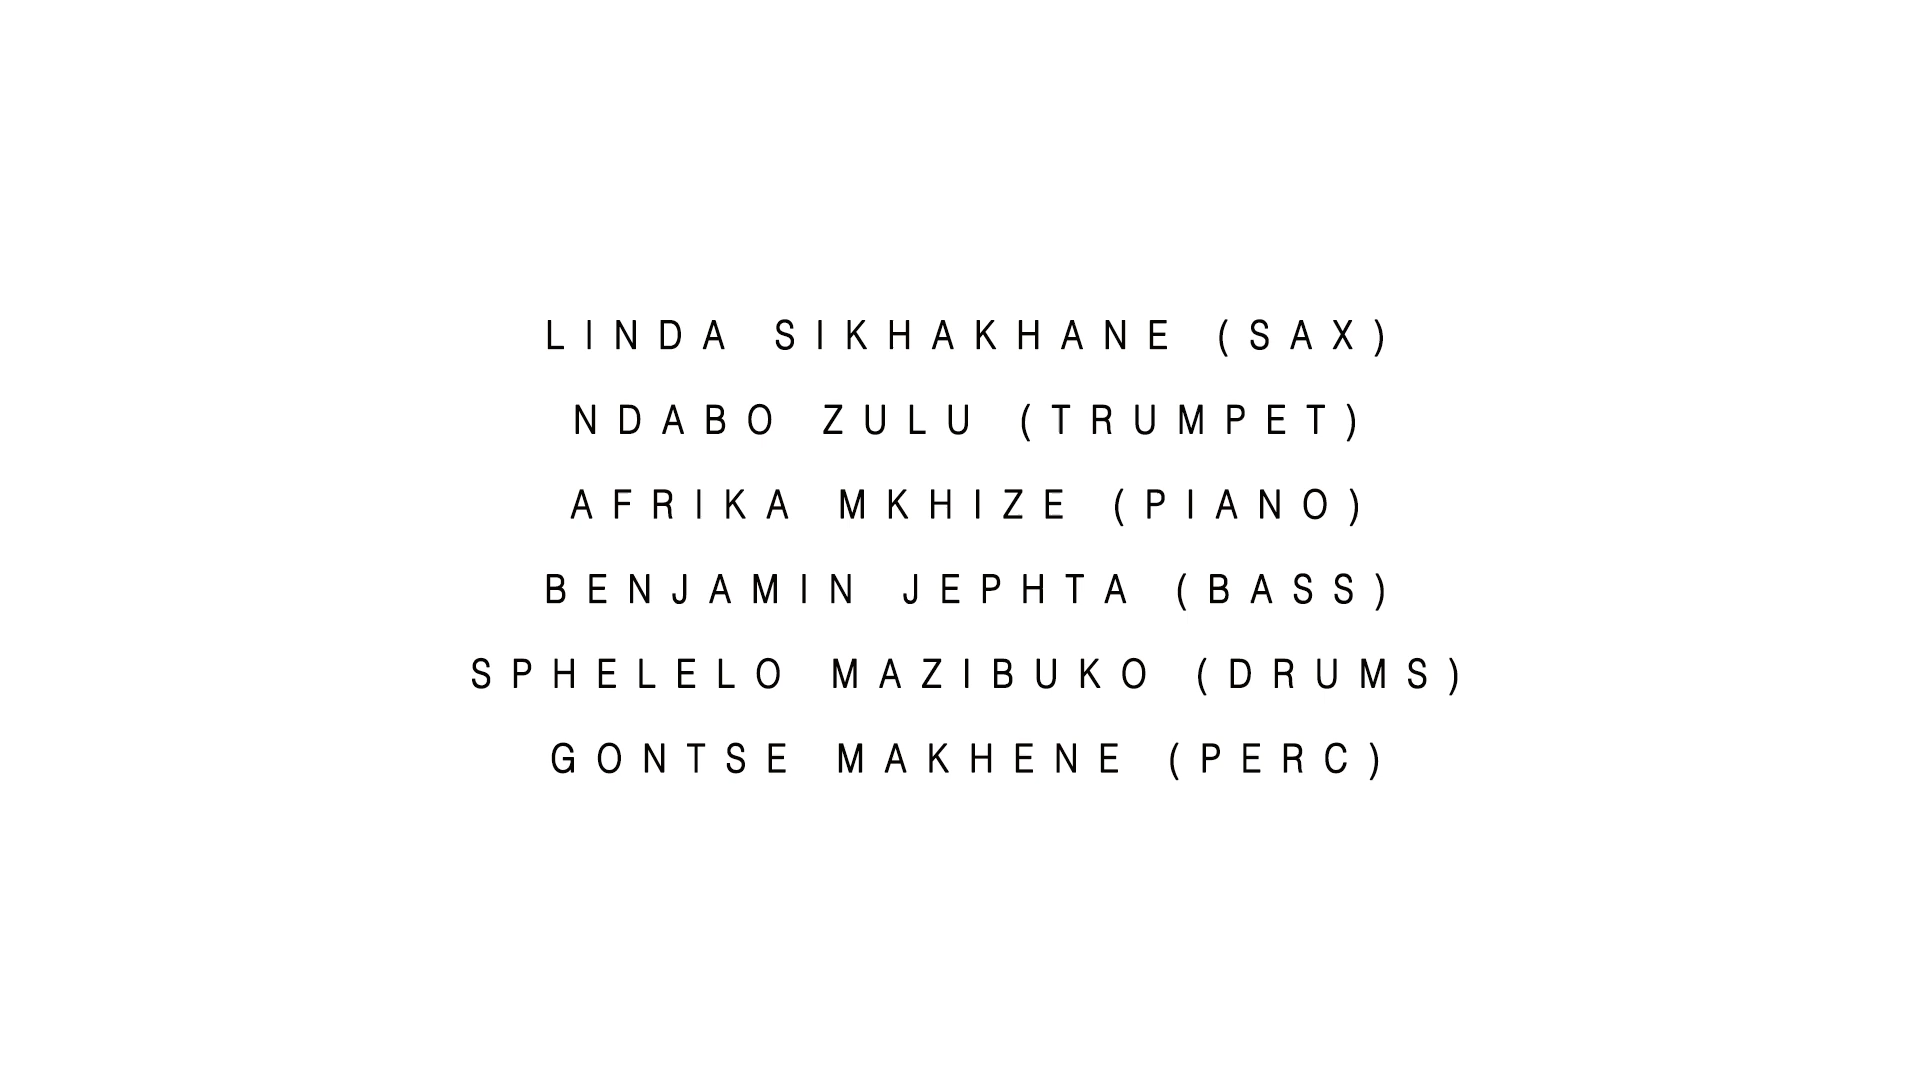 LINDA SIKHAKHANE (SAX)
NDABO ZULU (TRUMPET)
AFRIKA MKHIZE (PIANO)
BENJAMIN JEPHTA (BASS)
SPHELELO MAZIBUKO (DRUMS)
GONTSE MAKHENE (PERC)